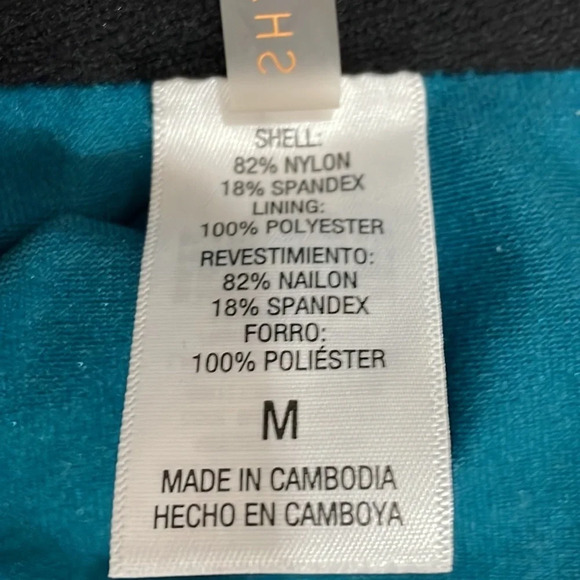 SH
SHELL:
82% NYLON
18% SPANDEX
LINING:
100% POLYESTER
REVESTIMIENTO:
82% NAILON
18% SPANDEX
FORRO:
100% POLIÉSTER
M
MADE IN CAMBODIA
HECHO EN CAMBOYA